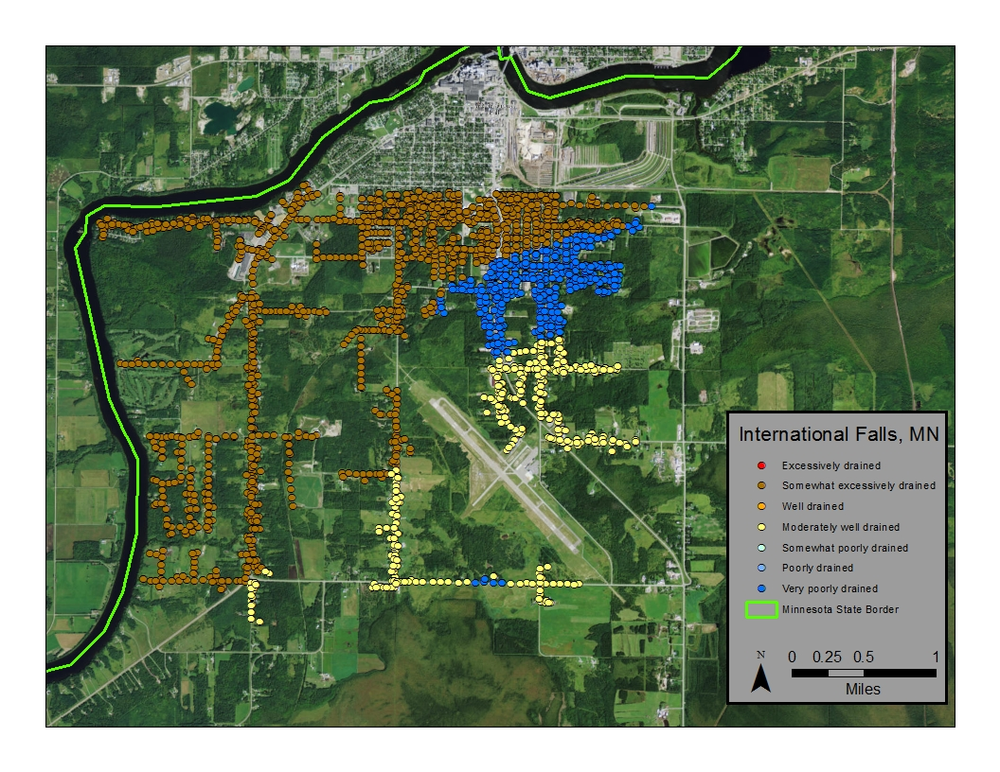 International Falls, MN
Excessively drained
Somewhat excessively drained
Well drained
Moderately well drained
Somewhat poorly drained
Poorly drained
Very poorly drained
Minnesota State Border
N
0 0.25 0.5 1
Miles